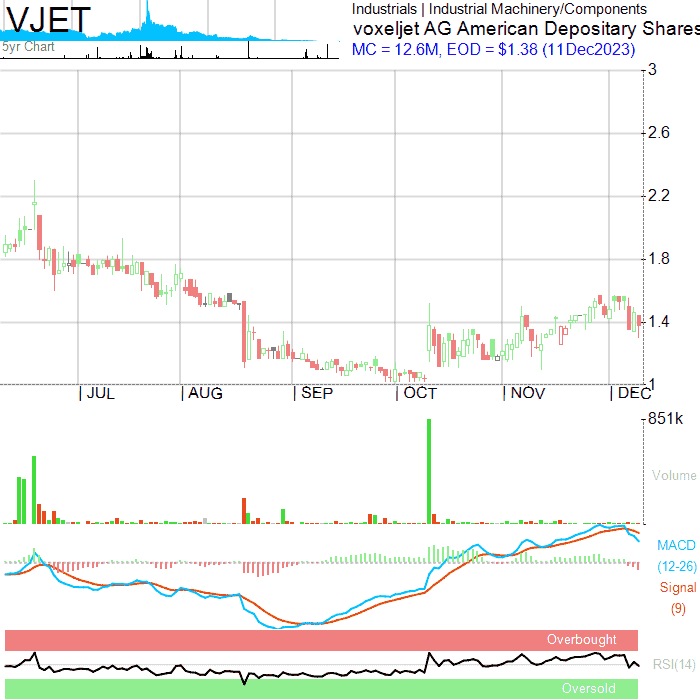 VJET
5yr Chart
Industrials | Industrial Machinery/Components
voxeljet AG American Depositary Shares
MC = 12.6M, EOD = $1.38 (11Dec2023)
3
2.6
2.2
1.8
1.4
1
JUL AUG SEP OCT NOV DEC
851k
Volume
MACD
(12-26)
Signal
(9)
Overbought
RSI(14)
Oversold